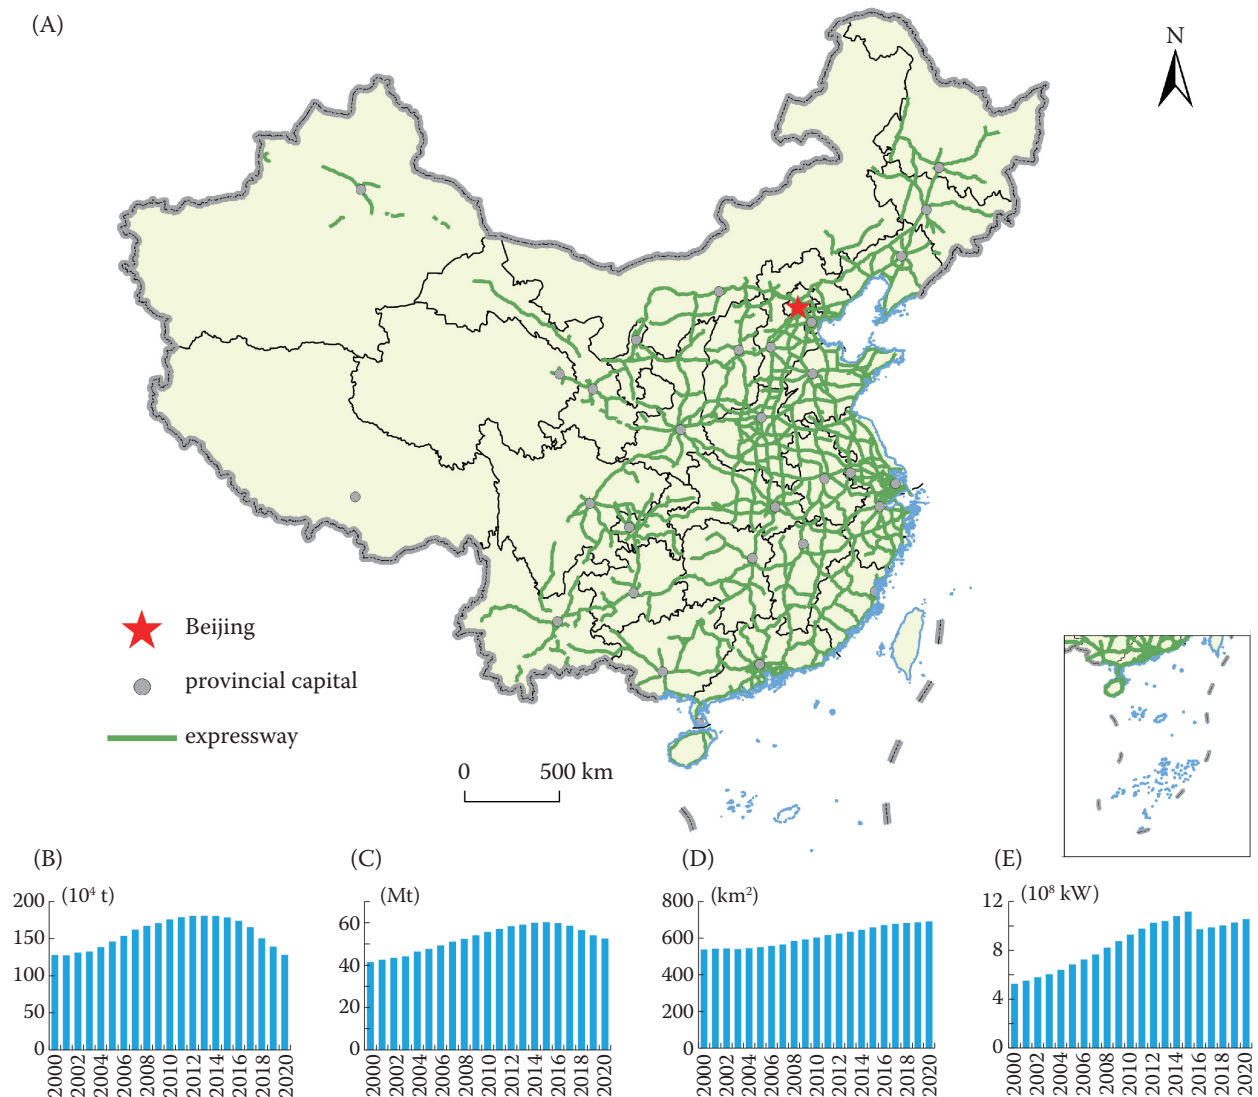 (A)
N
Beijing
provincial capital
expressway
0 500 km
(B)
(10⁴ t)
200
150
100
50
0
2000 2002 2004 2006 2008 2010 2012 2014 2016 2018 2020
(C)
(Mt)
60
40
20
0
2000 2002 2004 2006 2008 2010 2012 2014 2016 2018 2020
(D)
(km²)
800
600
400
200
0
2000 2002 2004 2006 2008 2010 2012 2014 2016 2018 2020
(E)
(10⁸ kW)
12
8
4
0
2000 2002 2004 2006 2008 2010 2012 2014 2016 2018 2020